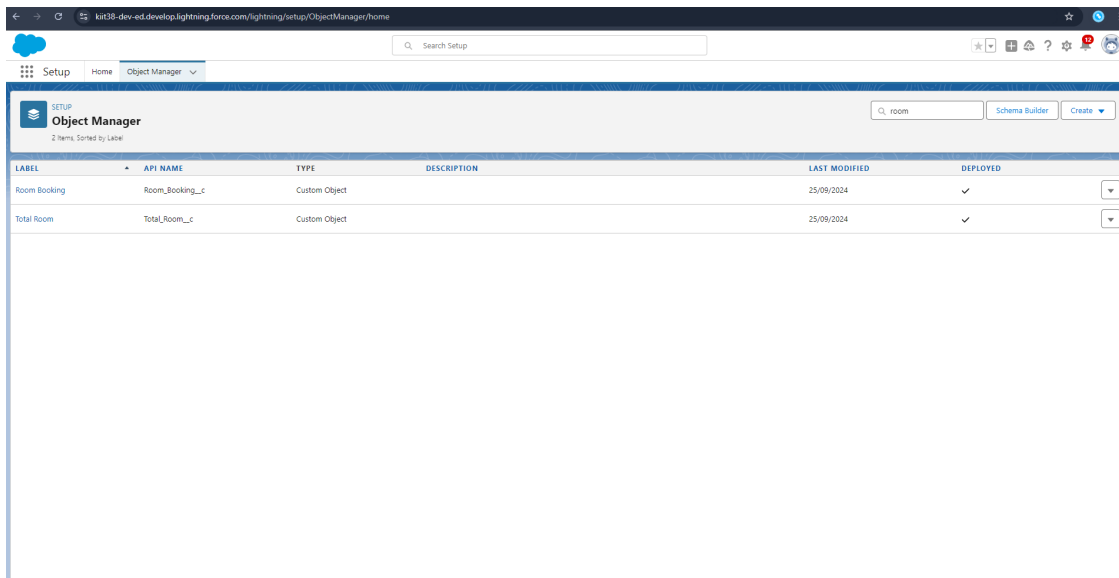 kiit38-dev-ed.develop.lightning.force.com/lightning/setup/ObjectManager/home
Search Setup
12
Setup Home Object Manager
SETUP
Object Manager
2 Items, Sorted by Label
room
Schema Builder
Create
LABEL API NAME TYPE DESCRIPTION LAST MODIFIED DEPLOYED
Room Booking Room_Booking__c Custom Object 25/09/2024
Total Room Total_Room__c Custom Object 25/09/2024